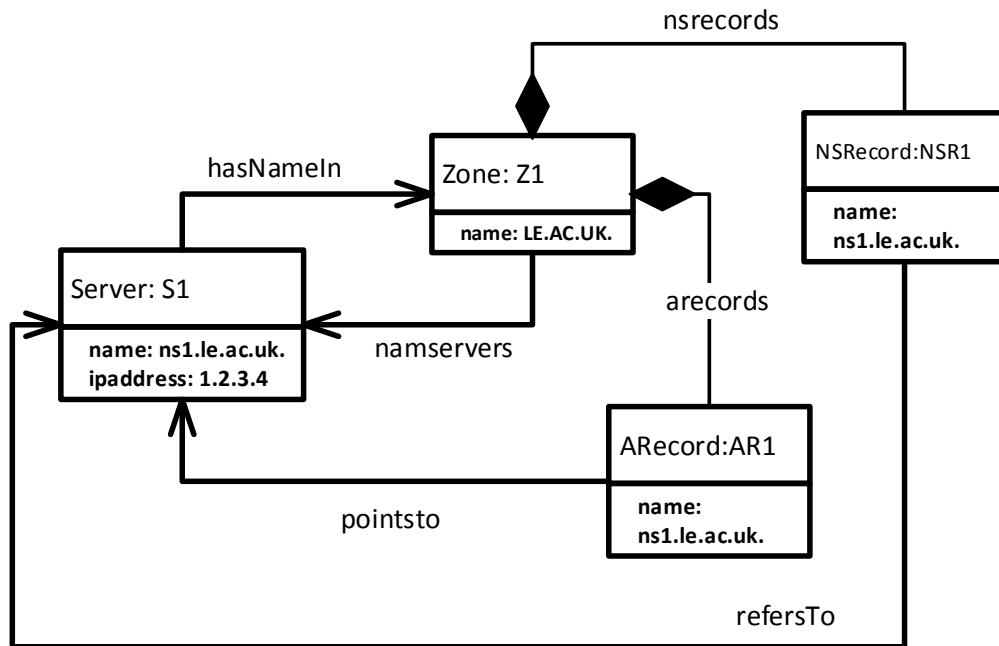 nsrecords
NSRecord:NSR1
name:
ns1.le.ac.uk.
hasNameIn
Zone: Z1
name: LE.AC.UK.
Server: S1
name: ns1.le.ac.uk.
ipaddress: 1.2.3.4
namservers
arecords
ARecord:AR1
name:
ns1.le.ac.uk.
pointsto
refersTo